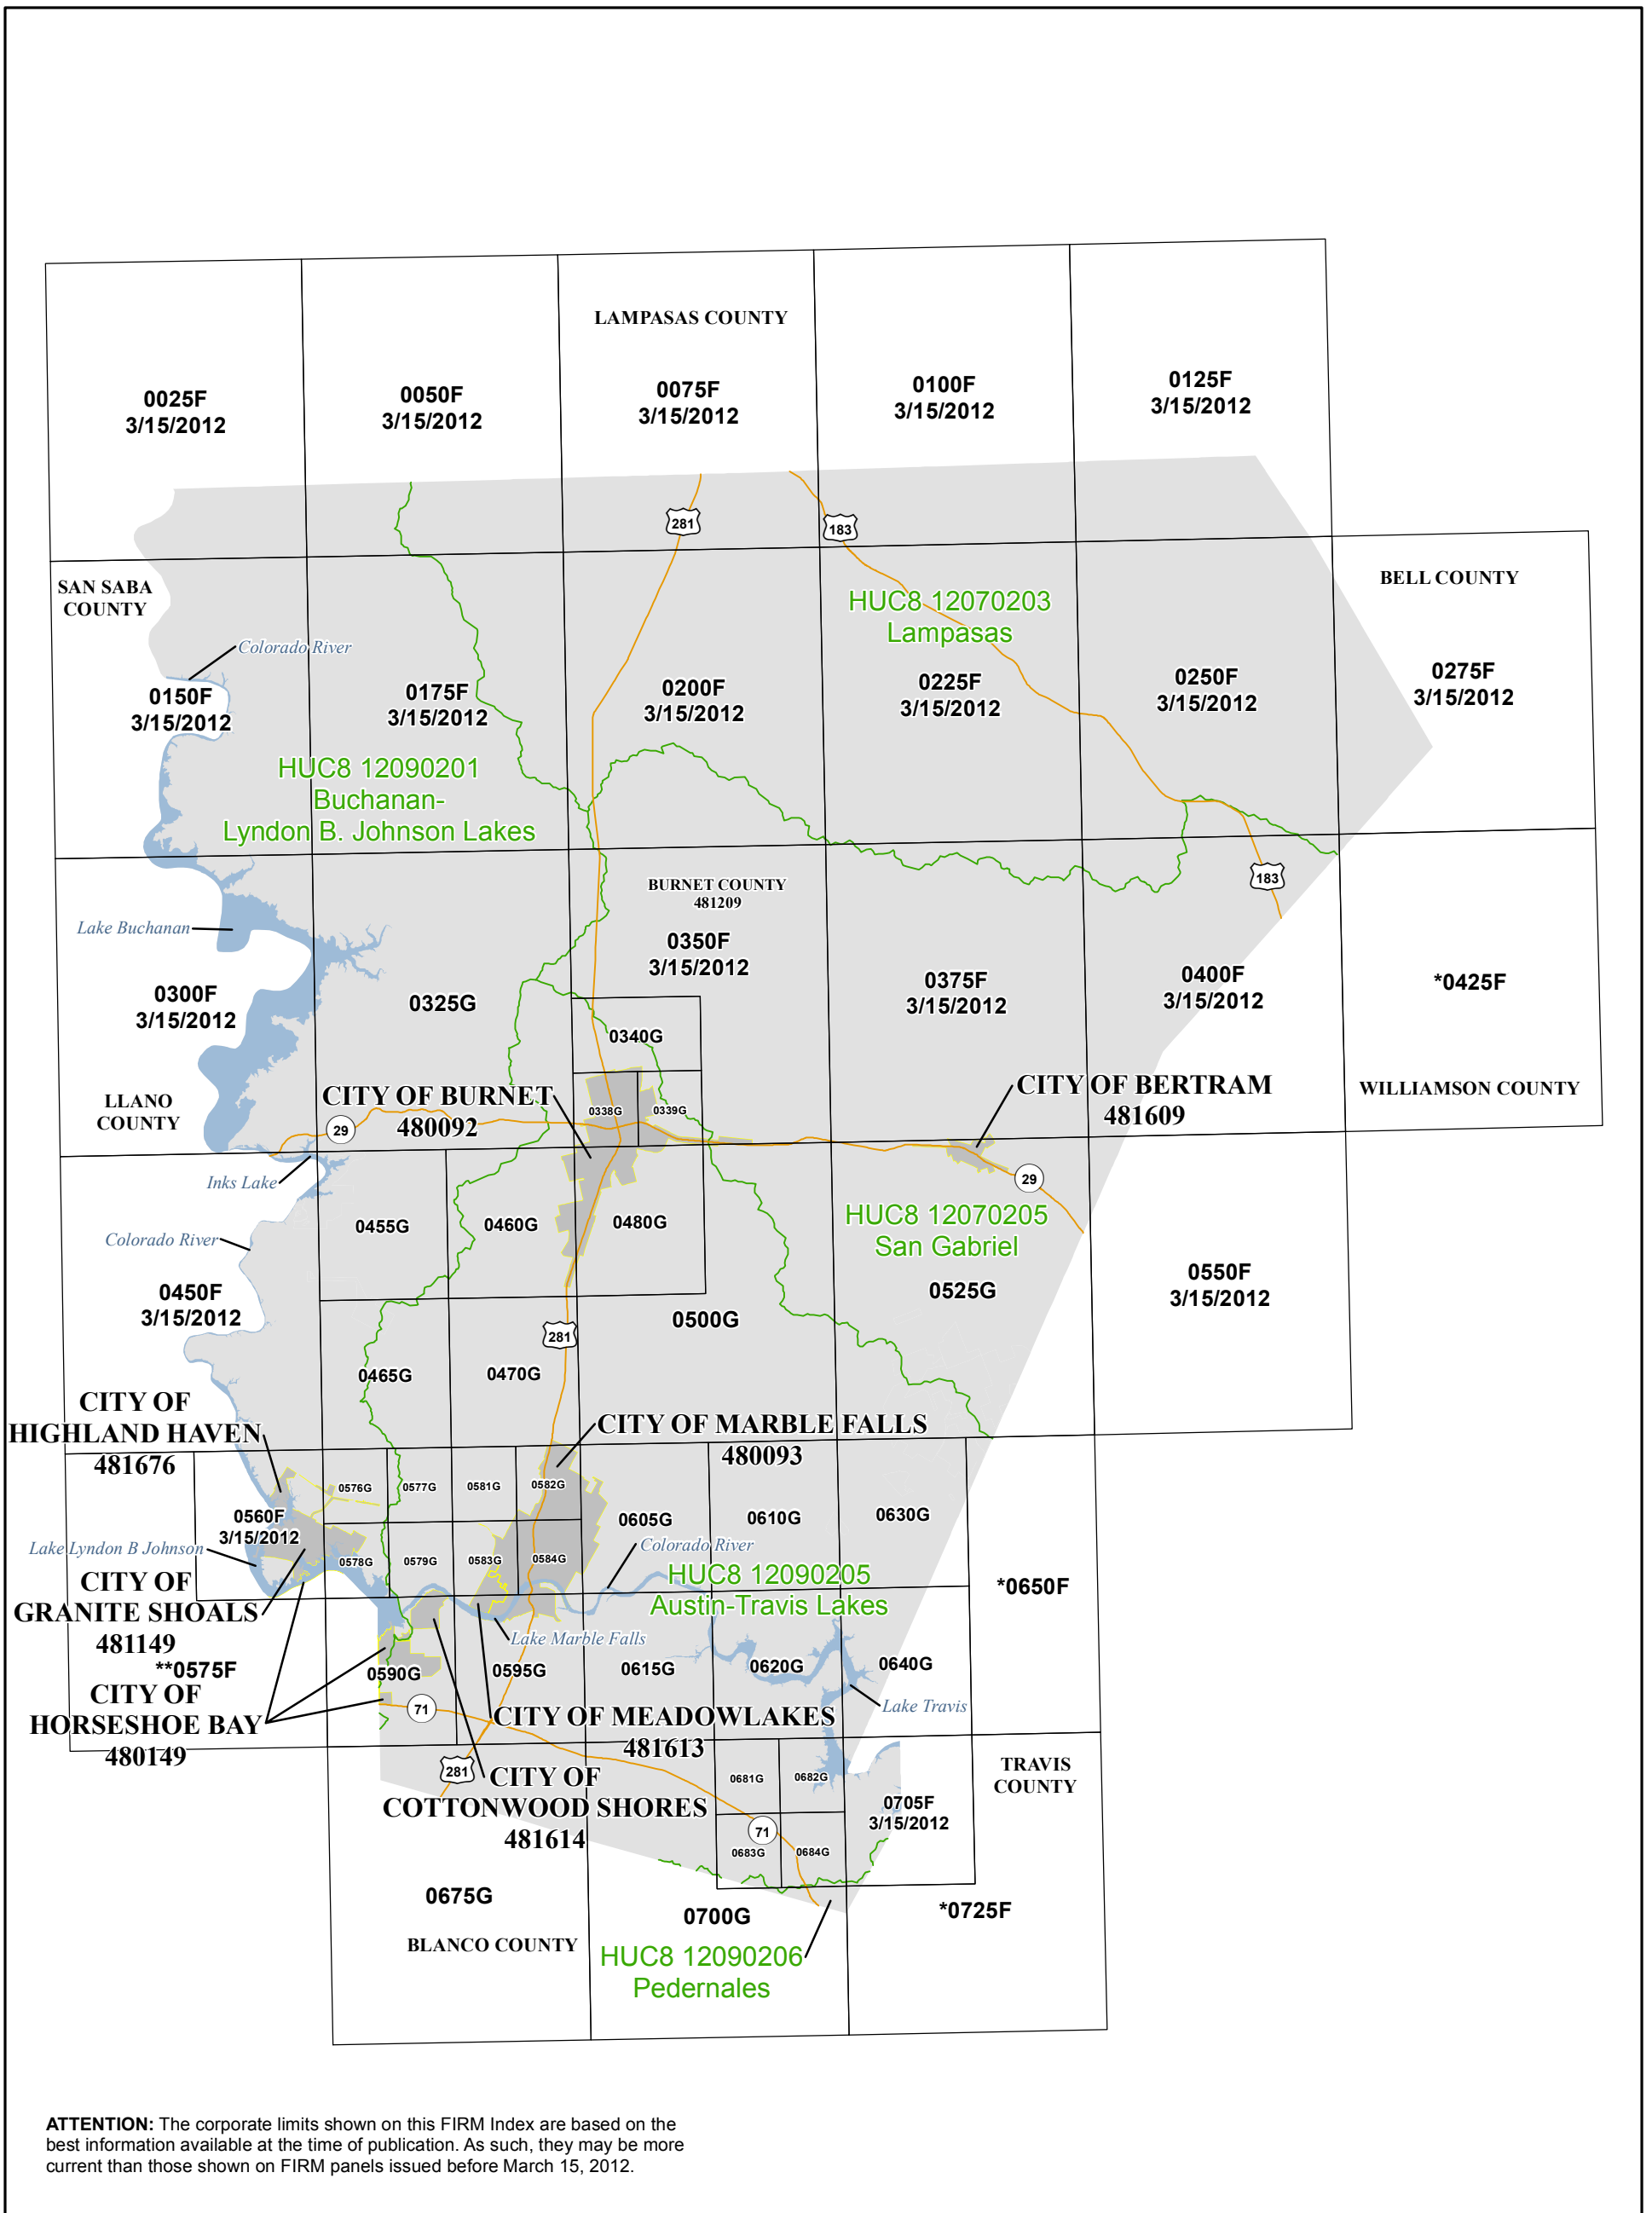 LAMPASAS COUNTY
0025F
3/15/2012
0050F
3/15/2012
0075F
3/15/2012
0100F
3/15/2012
0125F
3/15/2012
281
183
SAN SABA
COUNTY
BELL COUNTY
HUC8 12070203
Lampasas
Colorado River
0150F
3/15/2012
0175F
3/15/2012
0200F
3/15/2012
0225F
3/15/2012
0250F
3/15/2012
0275F
3/15/2012
HUC8 12090201
Buchanan-
Lyndon B. Johnson Lakes
183
BURNET COUNTY
481209
Lake Buchanan
0300F
3/15/2012
0325G
0350F
3/15/2012
0375F
3/15/2012
0400F
3/15/2012
*0425F
0340G
LLANO
COUNTY
CITY OF BURNET
480092
29
0338G
0339G
CITY OF BERTRAM
481609
WILLIAMSON COUNTY
Inks Lake
29
Colorado River
0455G
0460G
0480G
HUC8 12070205
San Gabriel
0450F
3/15/2012
0525G
0550F
3/15/2012
0500G
281
0465G
0470G
CITY OF
HIGHLAND HAVEN
481676
CITY OF MARBLE FALLS
480093
0576G
0577G
0581G
0582G
0560F
3/15/2012
0605G
0610G
0630G
Lake Lyndon B Johnson
0578G
0579G
0583G
0584G
Colorado River
HUC8 12090205
Austin-Travis Lakes
*0650F
CITY OF
GRANITE SHOALS
481149
Lake Marble Falls
**0575F
0590G
0595G
0615G
0620G
0640G
CITY OF
HORSESHOE BAY
480149
71
CITY OF MEADOWLAKES
481613
Lake Travis
281
CITY OF
COTTONWOOD SHORES
481614
0681G
0682G
TRAVIS
COUNTY
0705F
3/15/2012
71
0683G
0684G
0675G
0700G
*0725F
BLANCO COUNTY
HUC8 12090206
Pedernales
ATTENTION: The corporate limits shown on this FIRM Index are based on the
best information available at the time of publication. As such, they may be more
current than those shown on FIRM panels issued before March 15, 2012.